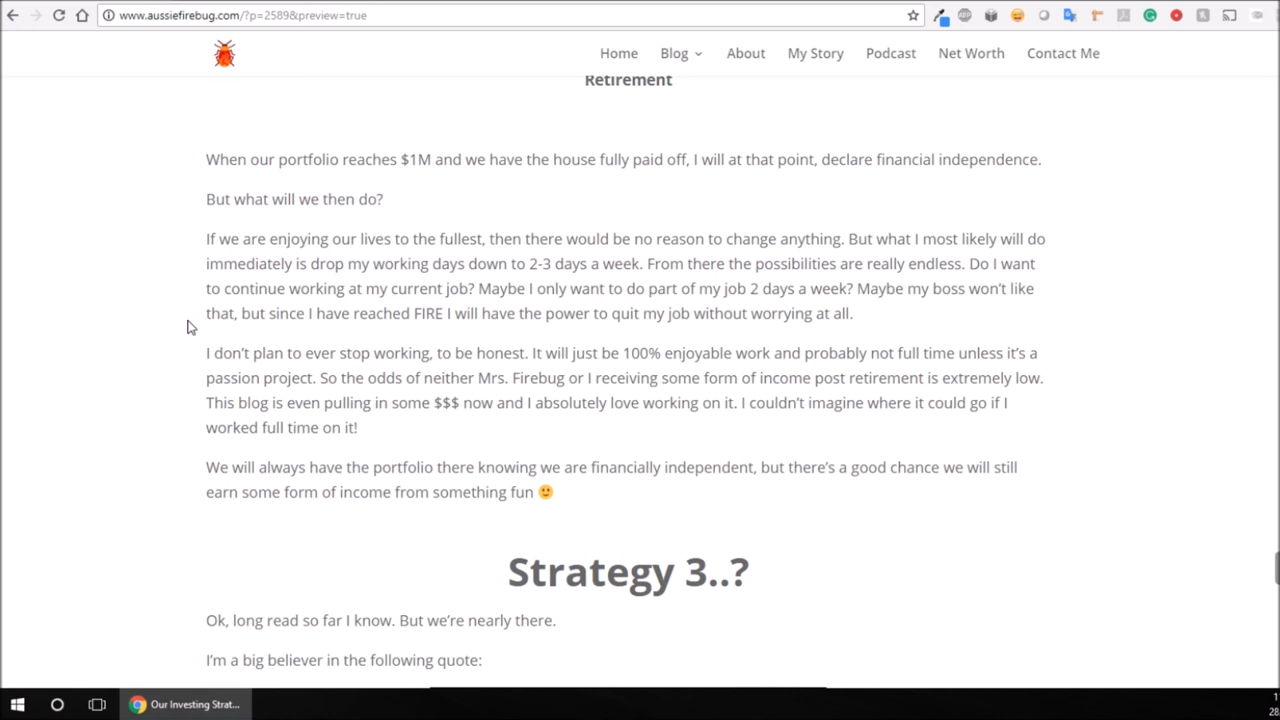 www.aussiefirebug.com/?p=2589&preview=true
Home Blog About My Story Podcast Net Worth Contact Me
Retirement
When our portfolio reaches $1M and we have the house fully paid off, I will at that point, declare financial independence.
But what will we then do?
If we are enjoying our lives to the fullest, then there would be no reason to change anything. But what I most likely will do
immediately is drop my working days down to 2-3 days a week. From there the possibilities are really endless. Do I want
to continue working at my current job? Maybe I only want to do part of my job 2 days a week? Maybe my boss won't like
that, but since I have reached FIRE I will have the power to quit my job without worrying at all.
I don't plan to ever stop working, to be honest. It will just be 100% enjoyable work and probably not full time unless it's a
passion project. So the odds of neither Mrs. Firebug or I receiving some form of income post retirement is extremely low.
This blog is even pulling in some $$$ now and I absolutely love working on it. I couldn't imagine where it could go if I
worked full time on it!
We will always have the portfolio there knowing we are financially independent, but there's a good chance we will still
earn some form of income from something fun 🙂
Strategy 3..?
Ok, long read so far I know. But we're nearly there.
I'm a big believer in the following quote:
Our Investing Strat...
28